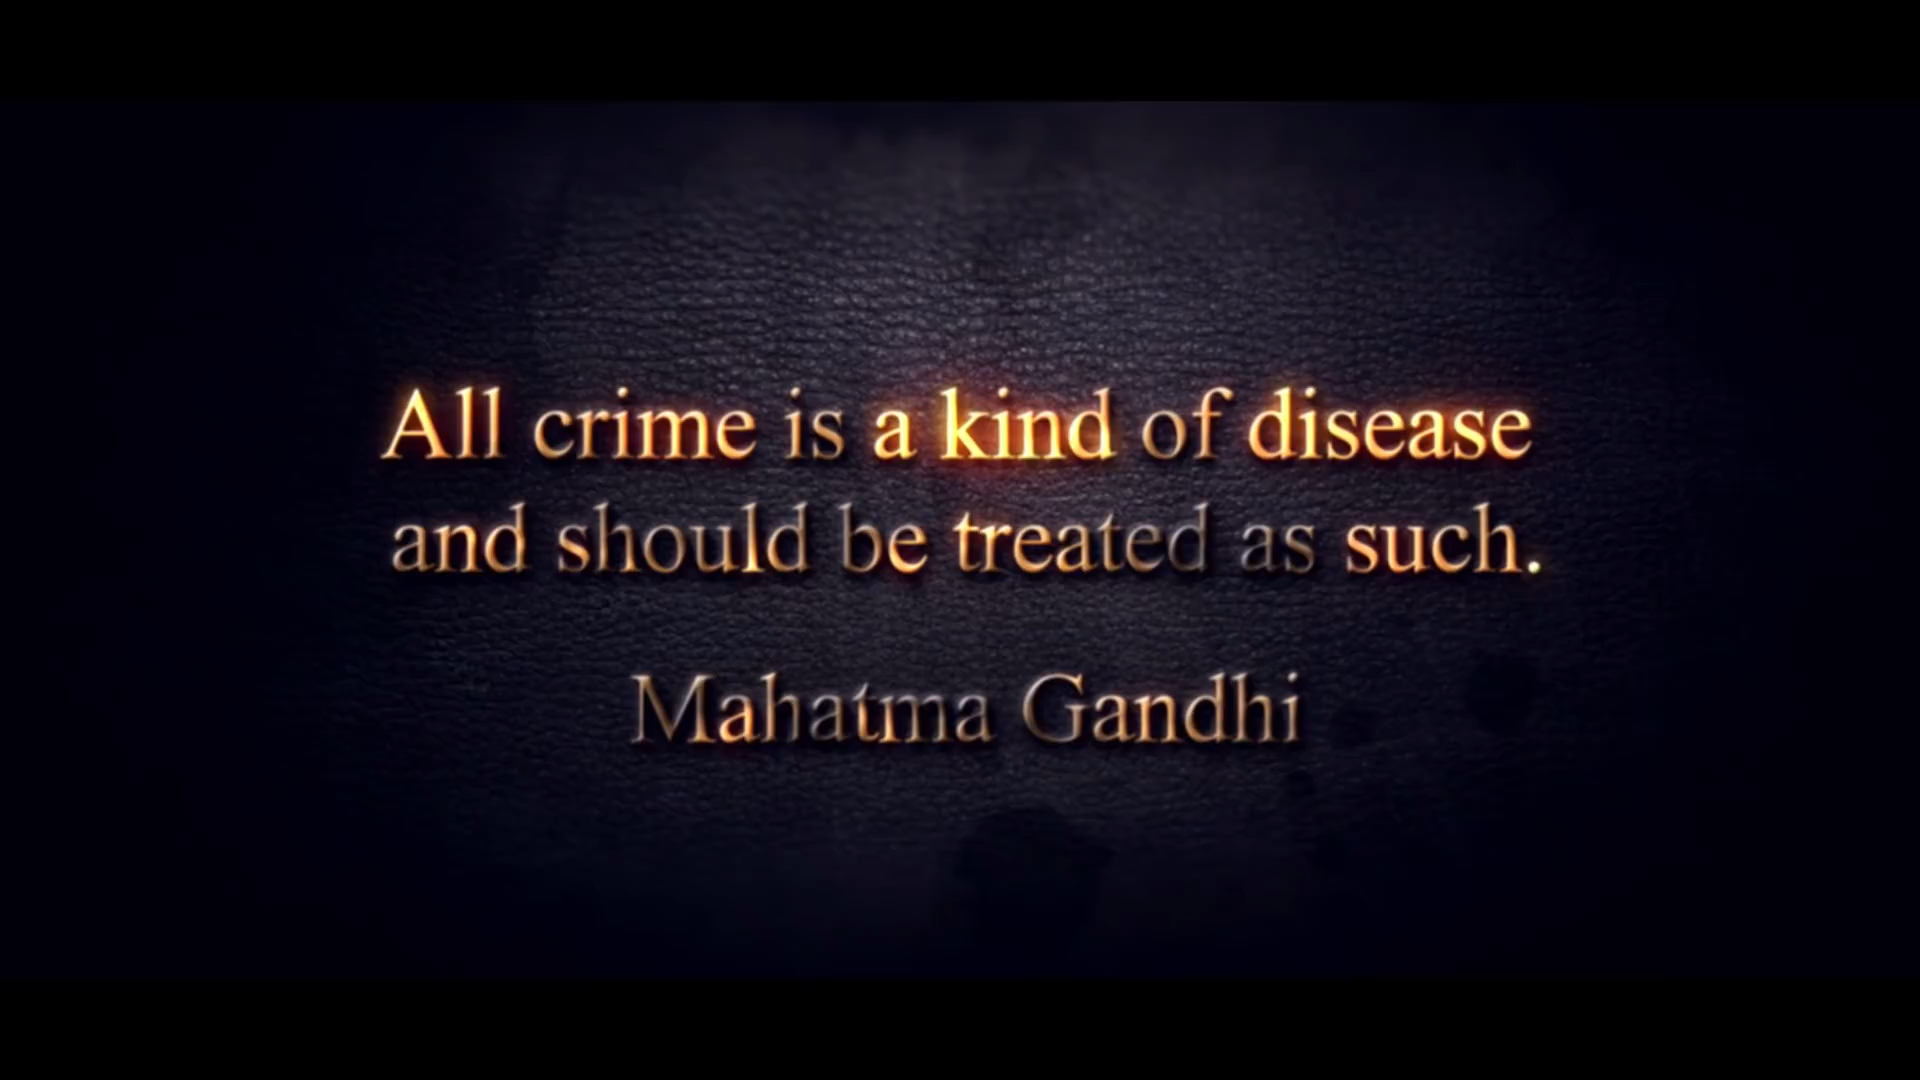 All crime is a kind of disease
and should be treated as such.
Mahatma Gandhi